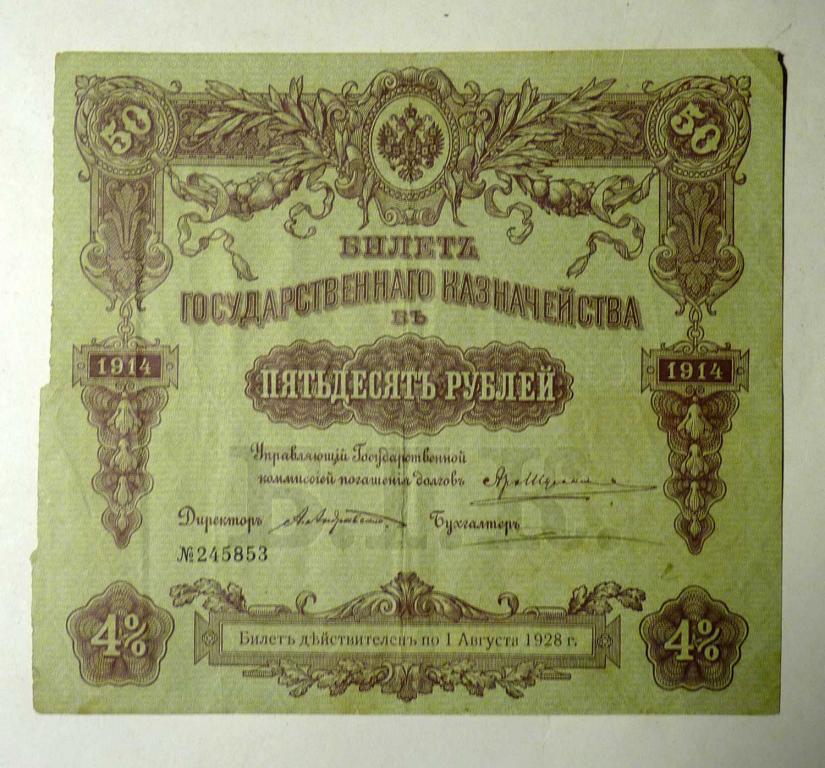 50 50
БИЛЕТЪ
ГОСУДАРСТВЕННАГО КАЗНАЧЕЙСТВА
ВЪ
1914 1914
ПЯТЬДЕСЯТЪ РУБЛЕЙ
Управляющій Государственной
коммиссіей погашенія долговъ
Директоръ Бухгалтеръ
№245853
4% 4%
Билетъ дѣйствителенъ по 1 Августа 1928 г.